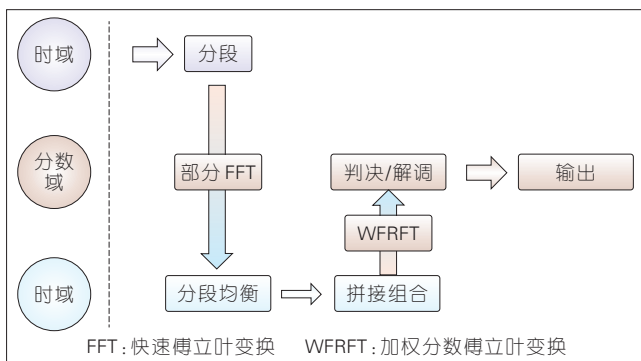 时域
分段
分数
域
部分 FFT
判决/解调
输出
WFRFT
时域
分段均衡
拼接组合
FFT：快速傅立叶变换 WFRFT：加权分数傅立叶变换